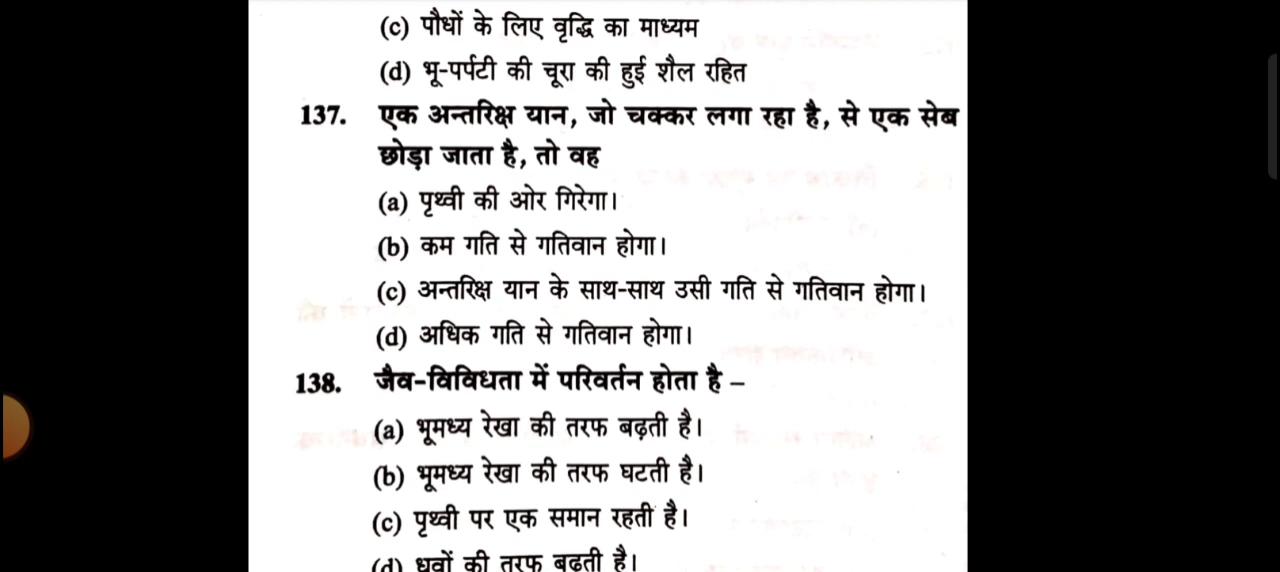 (c) पौधों के लिए वृद्धि का माध्यम
(d) भू-पर्पटी की चूरा की हुई शैल रहित
137. एक अन्तरिक्ष यान, जो चक्कर लगा रहा है, से एक सेब
छोड़ा जाता है, तो वह
(a) पृथ्वी की ओर गिरेगा।
(b) कम गति से गतिवान होगा।
(c) अन्तरिक्ष यान के साथ-साथ उसी गति से गतिवान होगा।
(d) अधिक गति से गतिवान होगा।
138. जैव-विविधता में परिवर्तन होता है –
(a) भूमध्य रेखा की तरफ बढ़ती है।
(b) भूमध्य रेखा की तरफ घटती है।
(c) पृथ्वी पर एक समान रहती है।
(d) ध्रुवों की तरफ बढ़ती है।